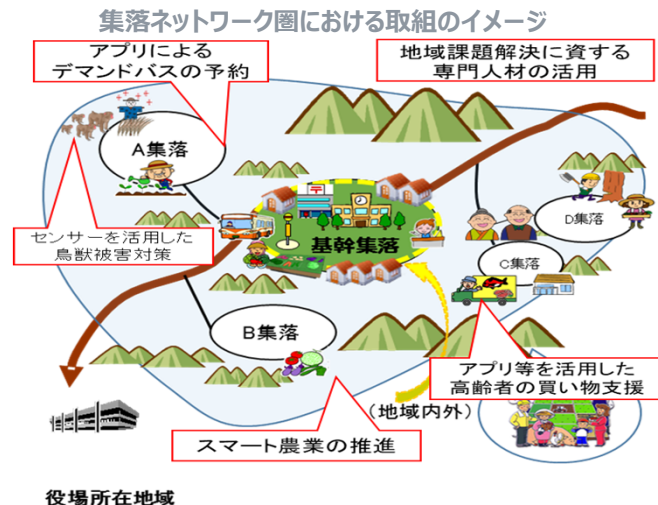 集落ネットワーク圏における取組のイメージ
アプリによる
デマンドバスの予約
地域課題解決に資する
専門人材の活用
A集落
センサーを活用した
鳥獣被害対策
基幹集落
D集落
C集落
B集落
アプリ等を活用した
高齢者の買い物支援
(地域内外)
スマート農業の推進
役場所在地域